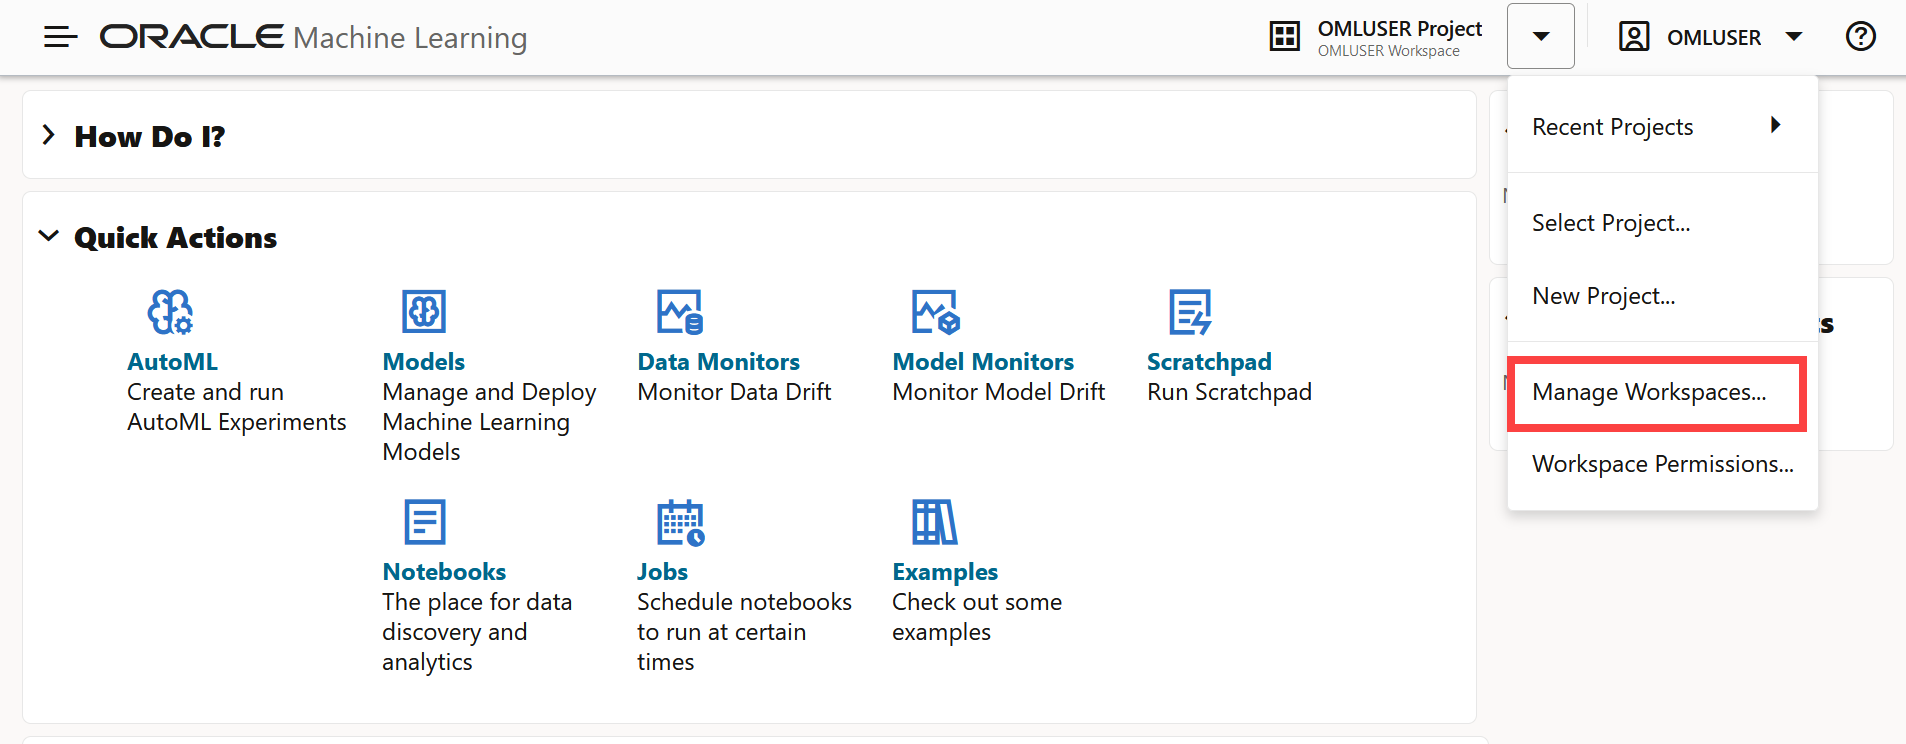 ORACLE Machine Learning
OMLUSER Project
OMLUSER Workspace
OMLUSER
How Do I?
Recent Projects
Select Project...
New Project...
Manage Workspaces...
Workspace Permissions...
Quick Actions
AutoML
Create and run
AutoML Experiments
Models
Manage and Deploy
Machine Learning
Models
Data Monitors
Monitor Data Drift
Model Monitors
Monitor Model Drift
Scratchpad
Run Scratchpad
Notebooks
The place for data
discovery and
analytics
Jobs
Schedule notebooks
to run at certain
times
Examples
Check out some
examples